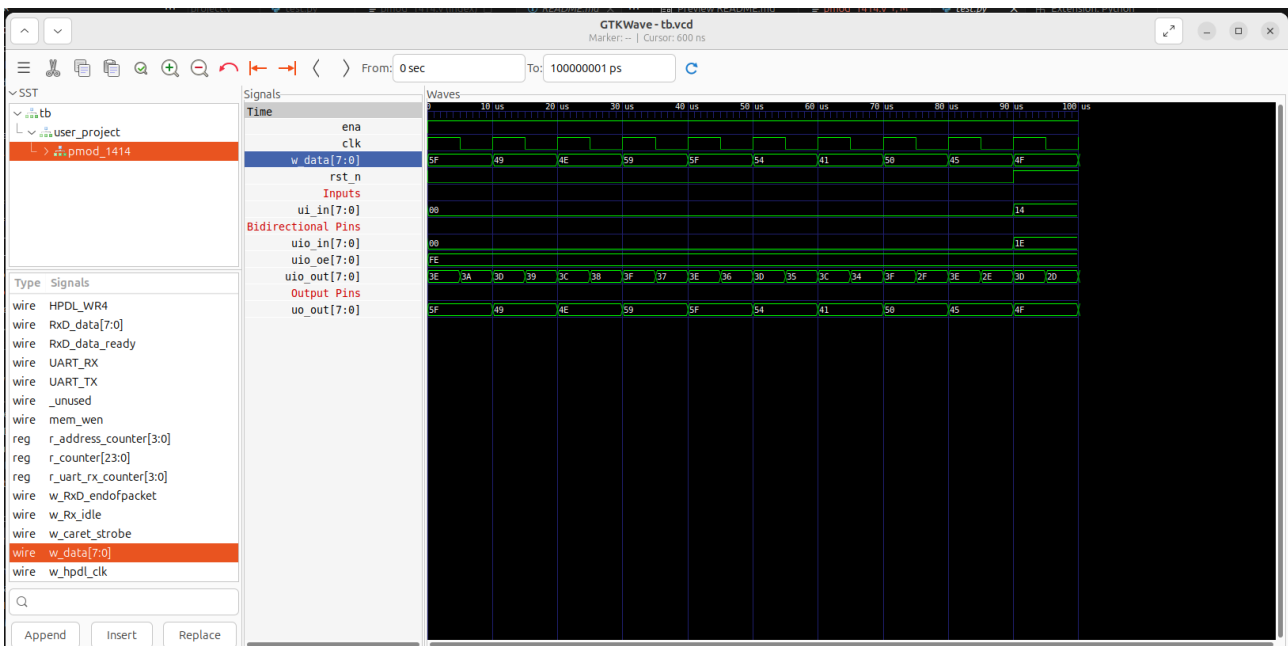 GTKWave - tb.vcd
Marker: -- | Cursor: 600 ns
From: 0 sec To: 100000001 ps
SST
tb
user_project
pmod_1414
Type Signals
wire HPDL_WR4
wire RxD_data[7:0]
wire RxD_data_ready
wire UART_RX
wire UART_TX
wire _unused
wire mem_wen
reg r_address_counter[3:0]
reg r_counter[23:0]
reg r_uart_rx_counter[3:0]
wire w_RxD_endofpacket
wire w_Rx_idle
wire w_caret_strobe
wire w_data[7:0]
wire w_hpdl_clk
Append Insert Replace
Signals
Time
ena
clk
w_data[7:0]
rst_n
Inputs
ui_in[7:0]
Bidirectional Pins
uio_in[7:0]
uio_oe[7:0]
uio_out[7:0]
Output Pins
uo_out[7:0]
Waves
0 10 us 20 us 30 us 40 us 50 us 60 us 70 us 80 us 90 us 100 us
5F 49 4E 59 5F 54 41 50 45 4F
00 14
00 1E
FE
3E 3A 3D 39 3C 38 3F 37 3E 36 3D 35 3C 34 3F 2F 3E 2E 3D 2D
5F 49 4E 59 5F 54 41 50 45 4F